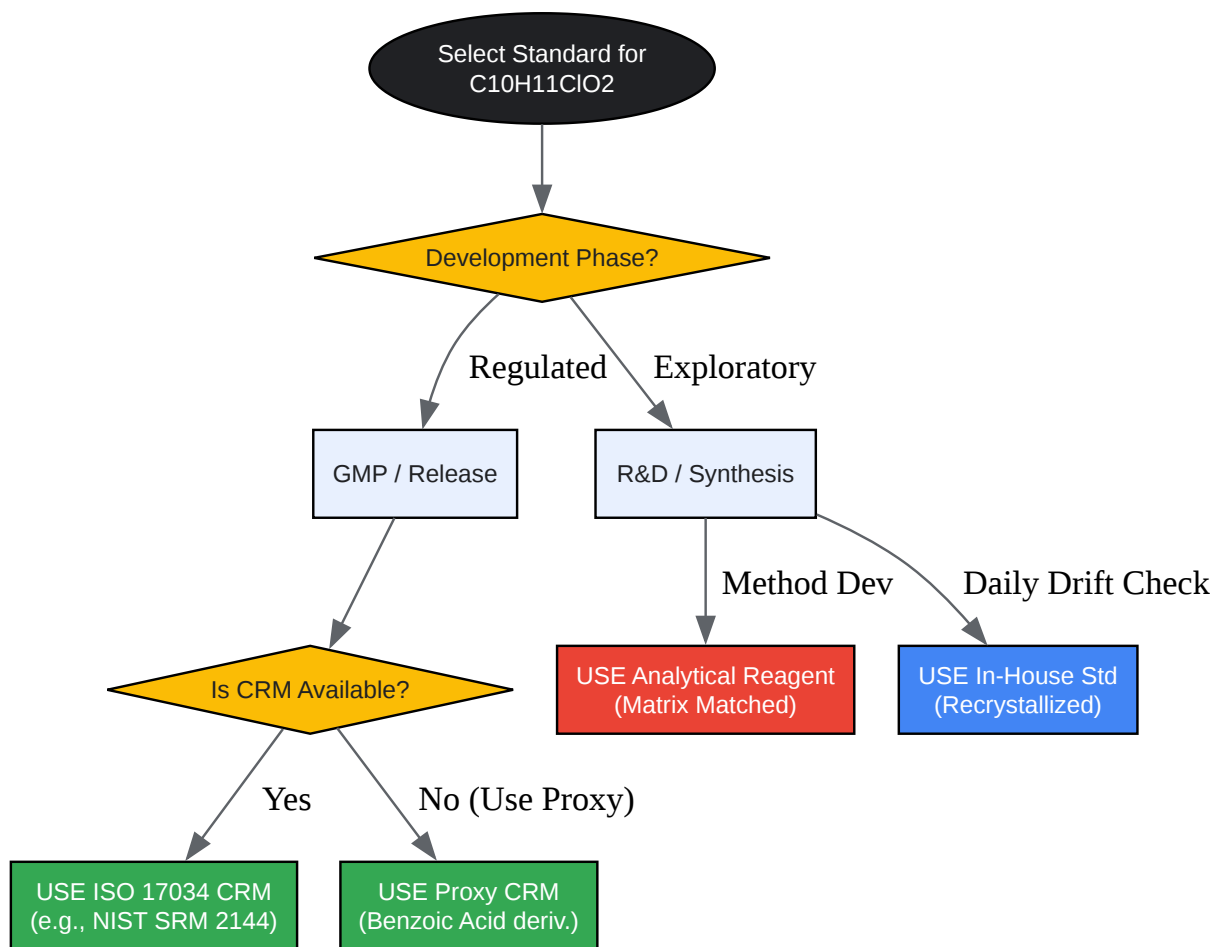 Select Standard for
C10H11ClO2
Development Phase?
Regulated
Exploratory
GMP / Release
R&D / Synthesis
Method Dev
Daily Drift Check
Is CRM Available?
USE Analytical Reagent
(Matrix Matched)
USE In-House Std
(Recrystallized)
Yes
No (Use Proxy)
USE ISO 17034 CRM
(e.g., NIST SRM 2144)
USE Proxy CRM
(Benzoic Acid deriv.)